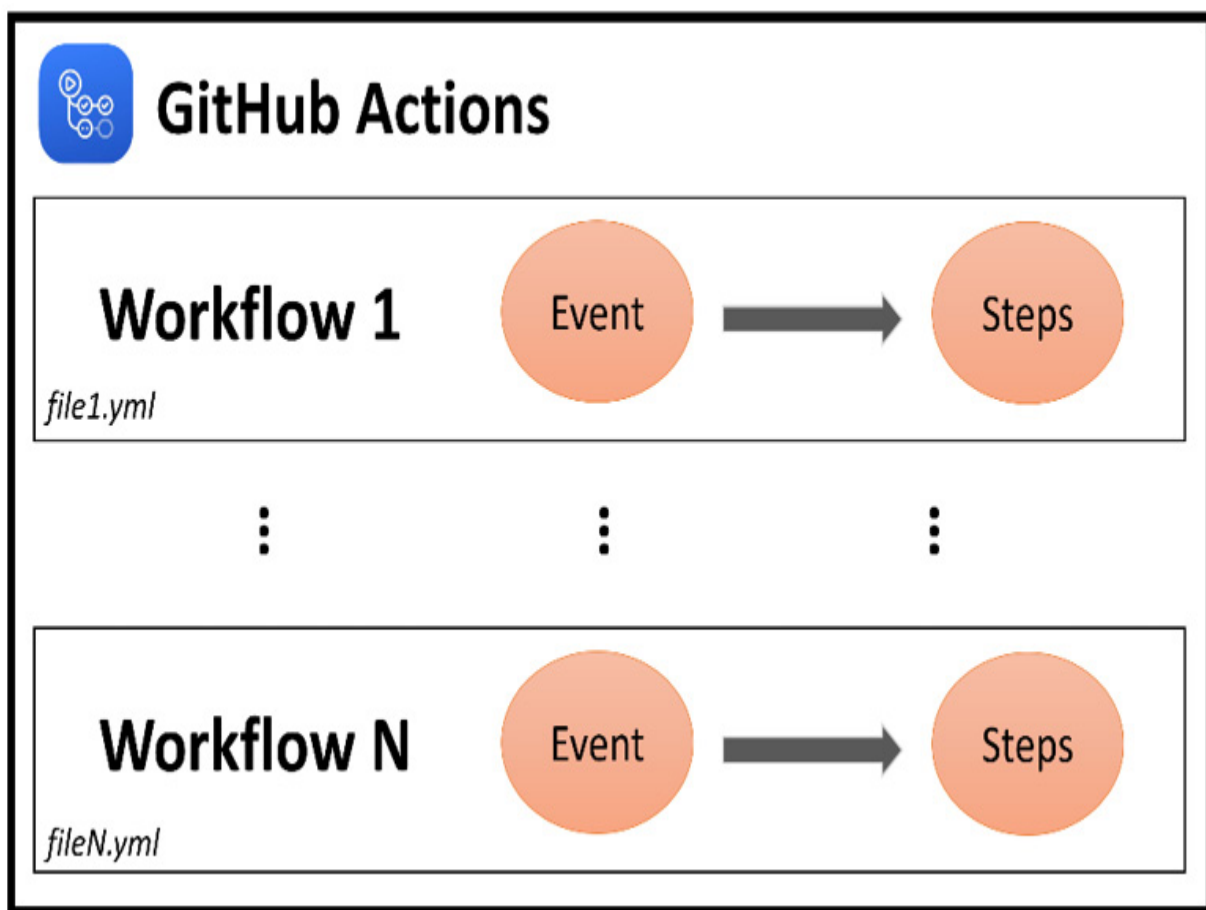 GitHub Actions
Workflow 1
Event
Steps
file1.yml
Workflow N
Event
Steps
fileN.yml